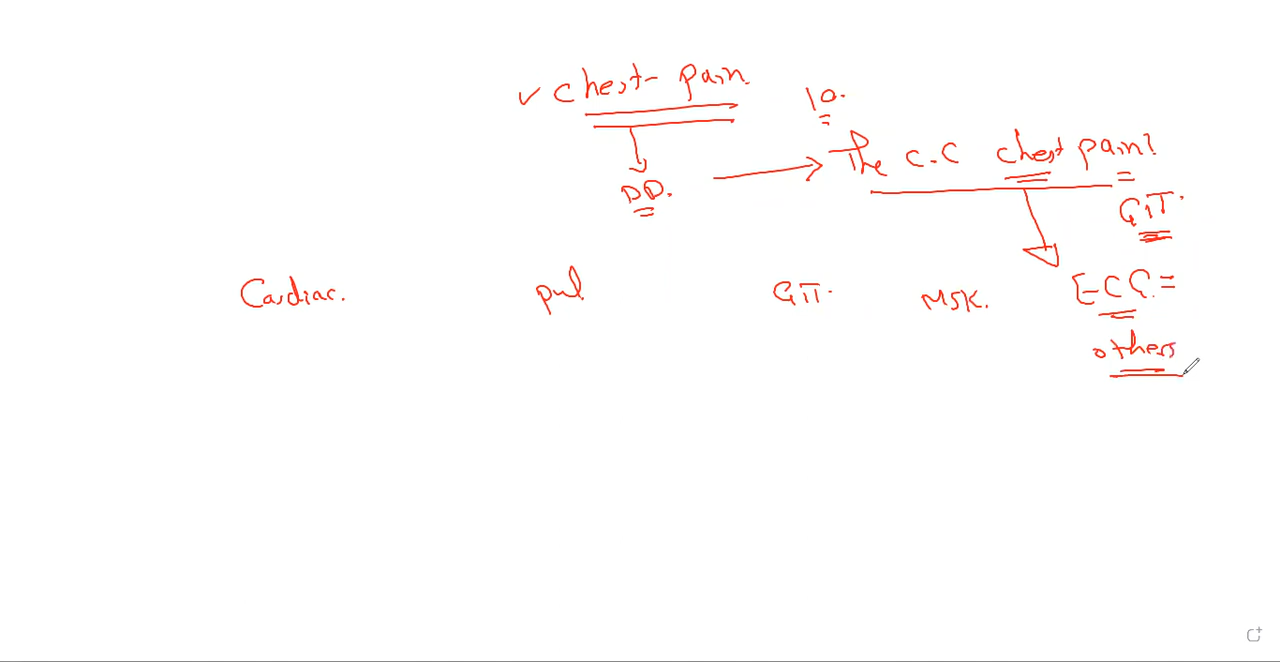 ✓ Chest pain.
10.
The C.C chest pain?
DD.
GIT.
Cardiac.
pul
GIT.
MSK.
ECG =
others